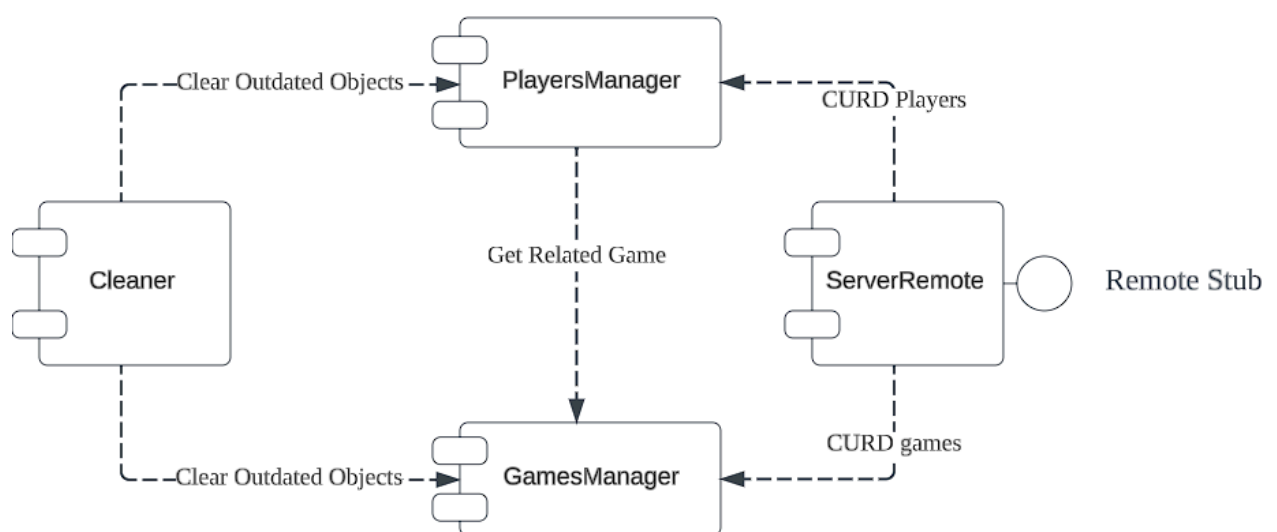 PlayersManager
Clear Outdated Objects
CURD Players
Get Related Game
Cleaner
ServerRemote
Remote Stub
CURD games
Clear Outdated Objects
GamesManager